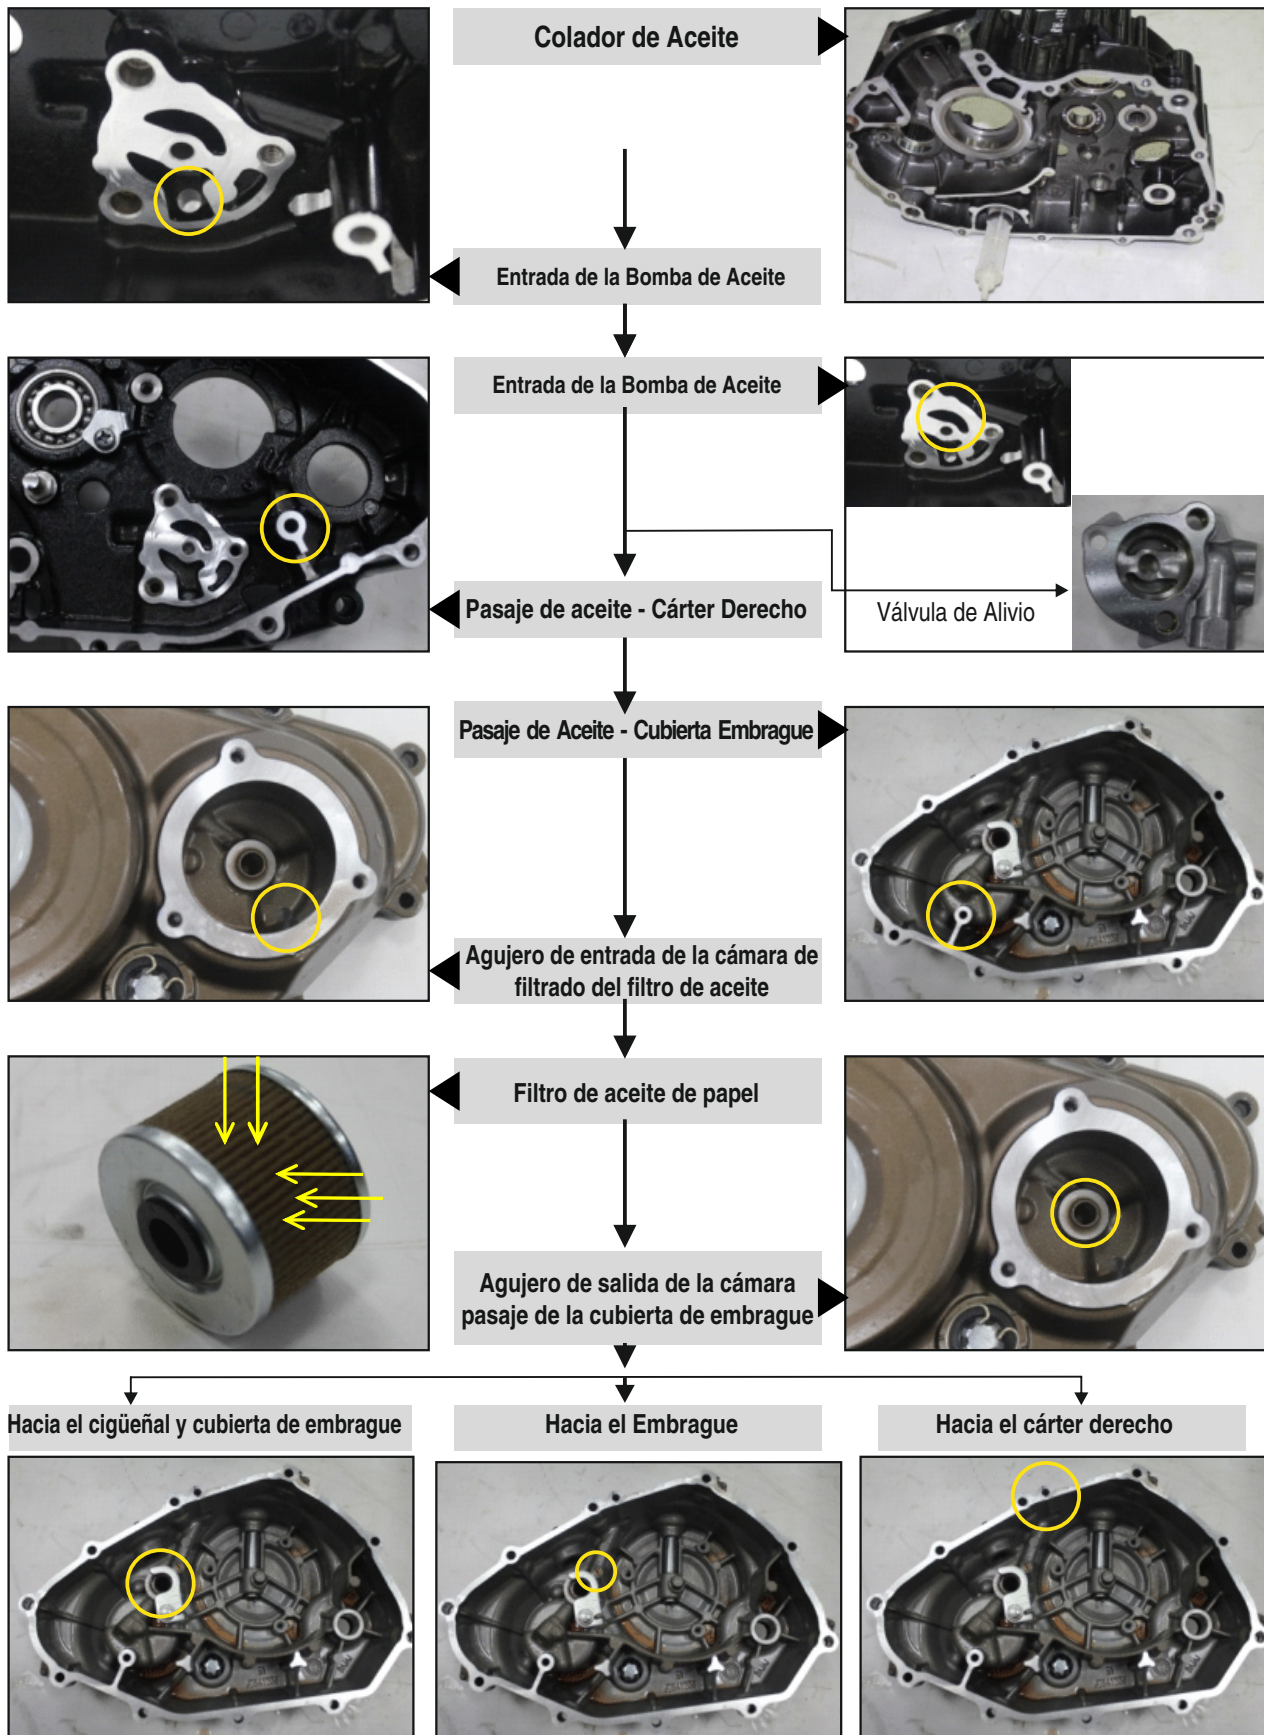 Colador de Aceite
Entrada de la Bomba de Aceite
Entrada de la Bomba de Aceite
Válvula de Alivio
Pasaje de aceite - Cárter Derecho
Pasaje de Aceite - Cubierta Embrague
Agujero de entrada de la cámara de
filtrado del filtro de aceite
Filtro de aceite de papel
Agujero de salida de la cámara
pasaje de la cubierta de embrague
Hacia el cigüeñal y cubierta de embrague
Hacia el Embrague
Hacia el cárter derecho